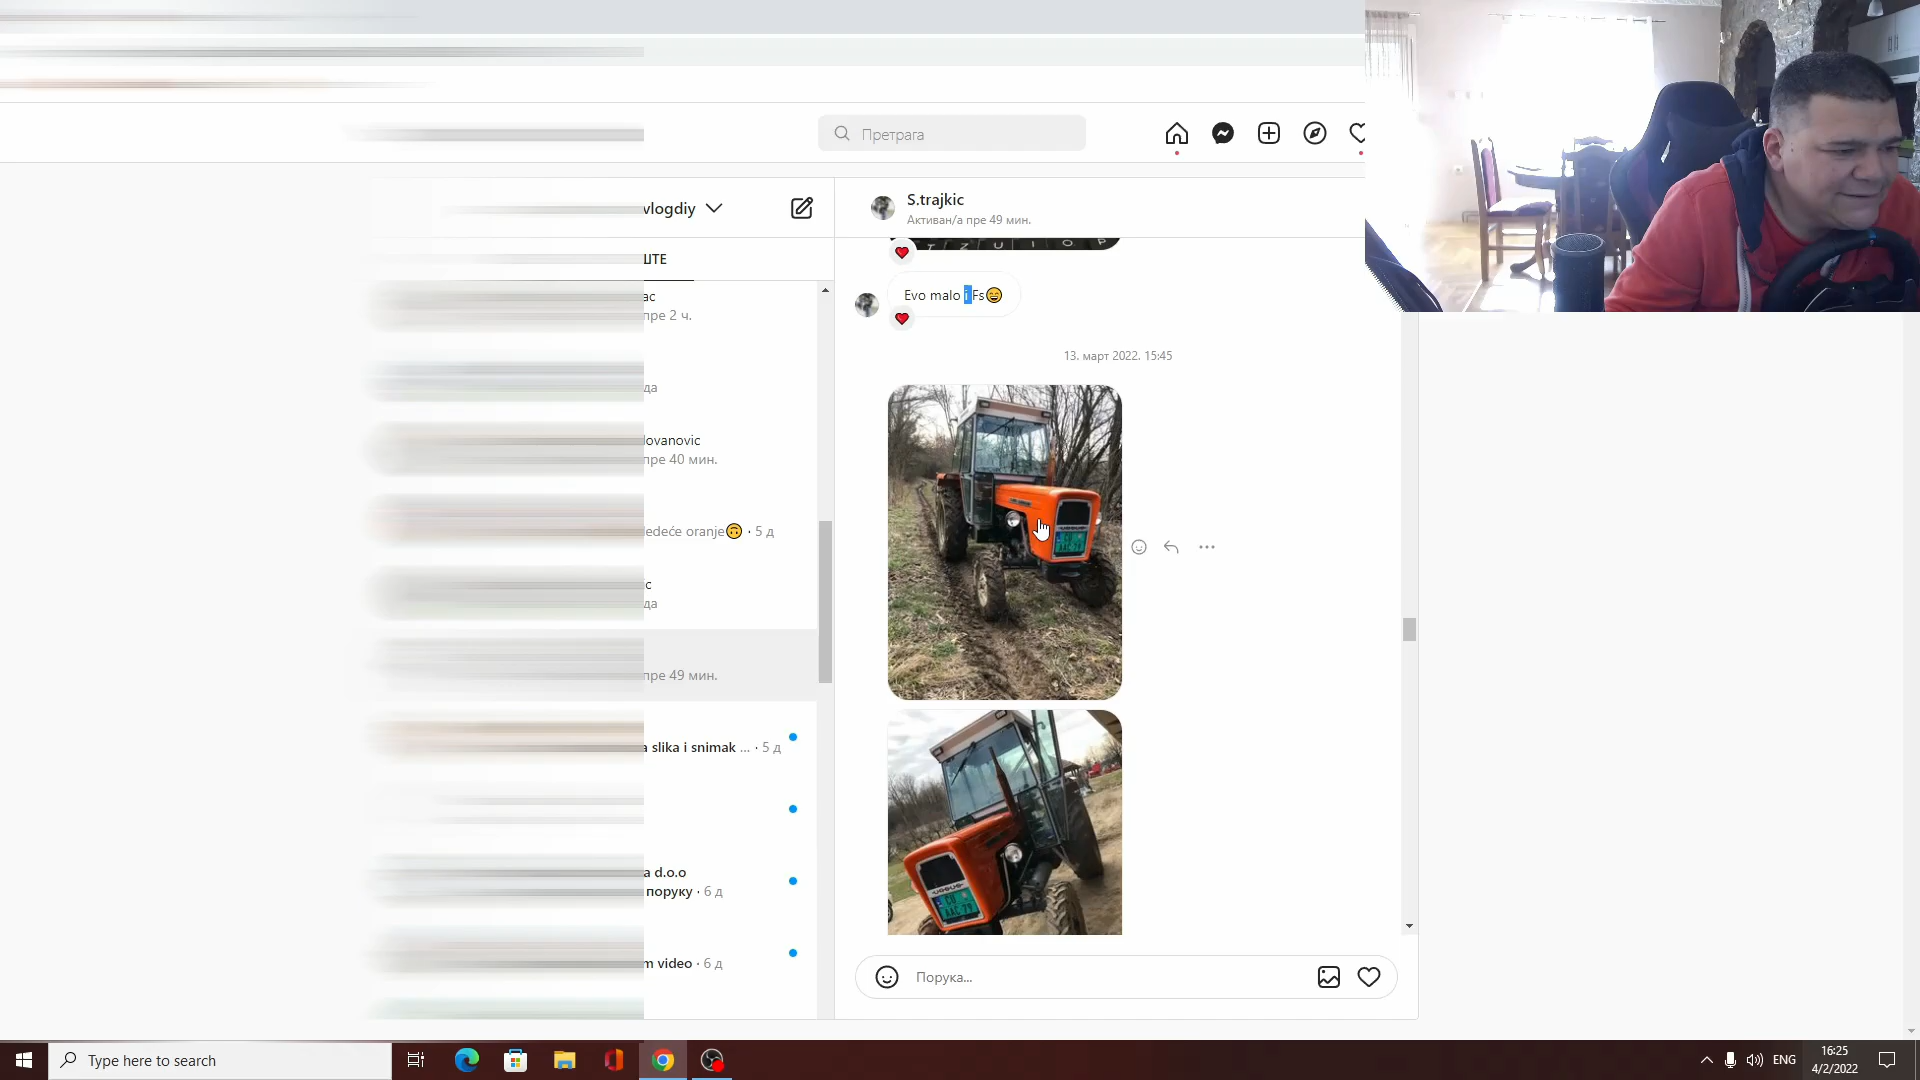 Претрага
vlogdiy
S.trajkic
Активан/а пре 49 мин.
T Z U I O P
ШТЕ
ac
пре 2 ч.
Evo malo i Fs😄
13. март 2022. 15:45
да
lovanovic
пре 40 мин.
ledeće oranje🙃 · 5 д
c
да
пре 49 мин.
a slika i snimak ... · 5 д
a d.o.o
поруку · 6 д
m video · 6 д
Порука...
Type here to search
ENG
16:25
4/2/2022